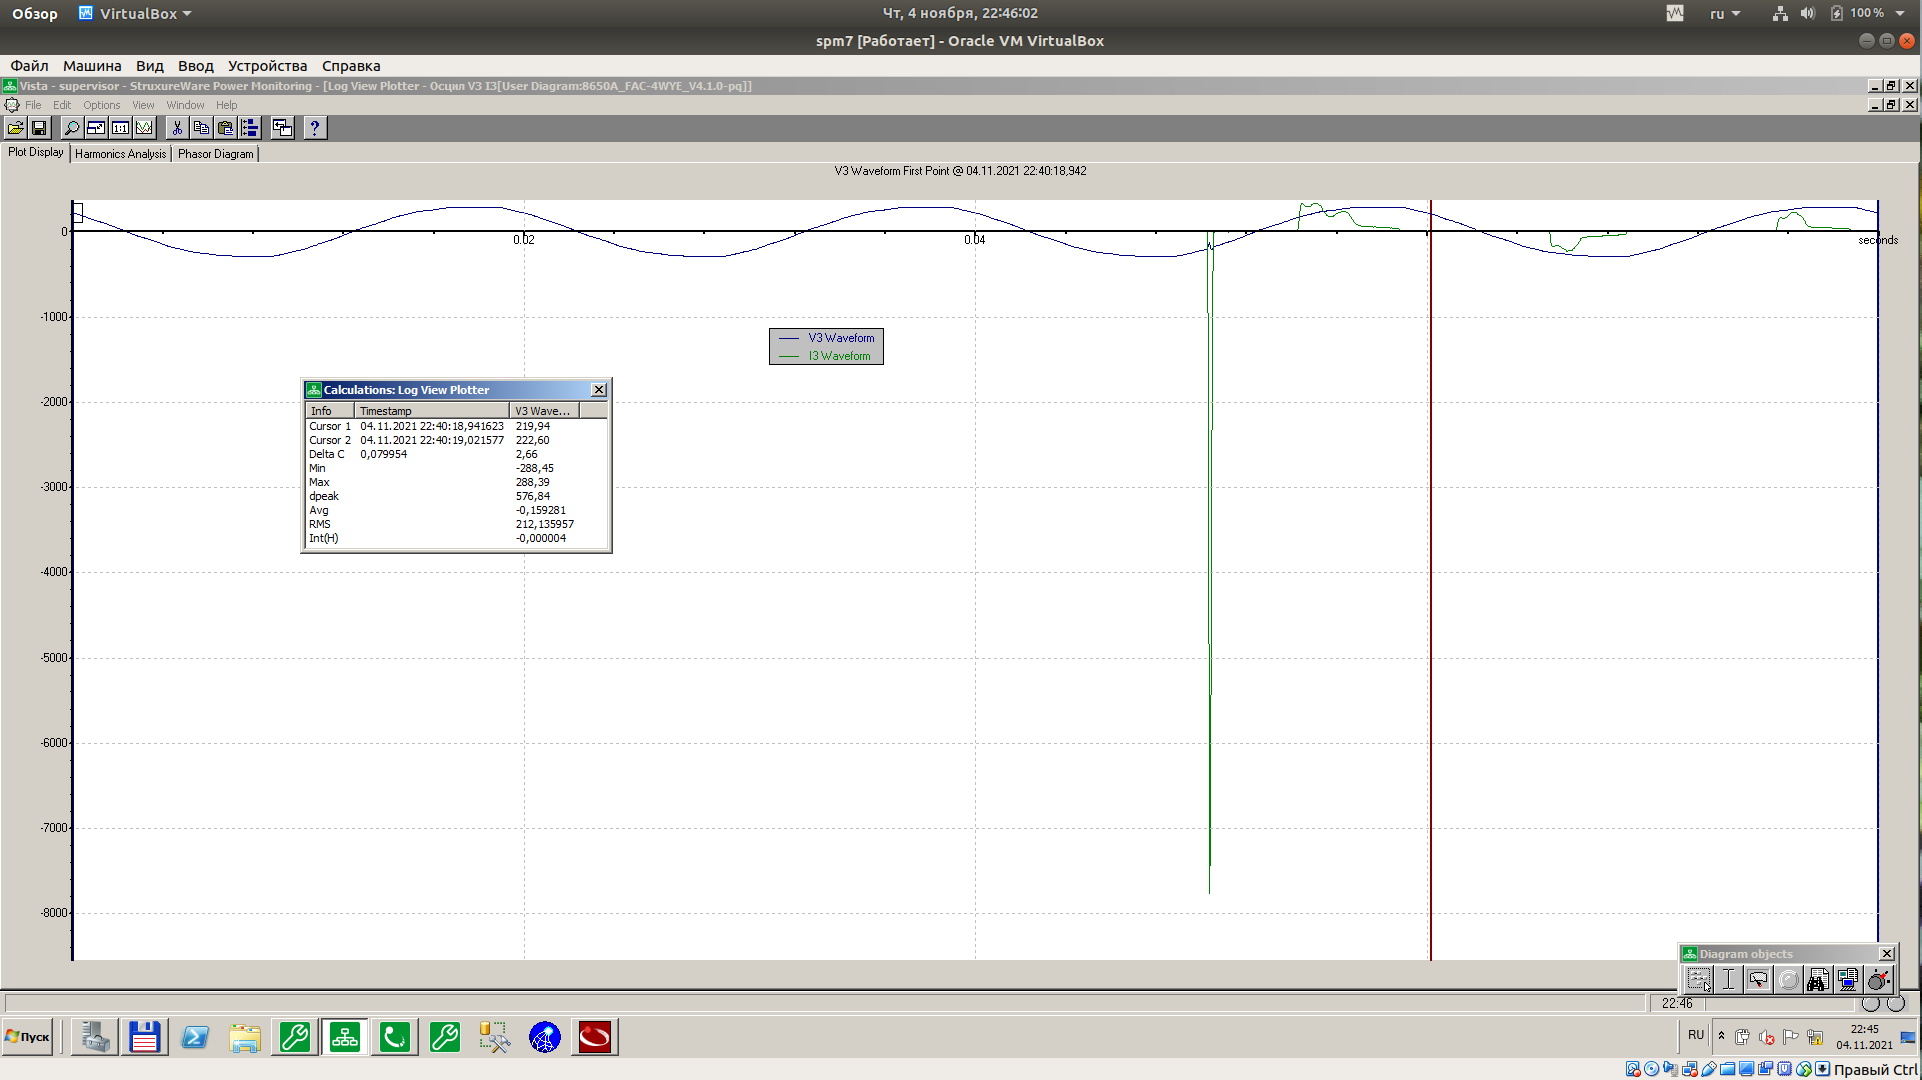 Обзор VirtualBox Чт, 4 ноября, 22:46:02 ru 100 %
spm7 [Работает] - Oracle VM VirtualBox
Файл Машина Вид Ввод Устройства Справка
Vista - supervisor - StruxureWare Power Monitoring - [Log View Plotter - Осцил V3 I3[User Diagram:8650A_FAC-4WYE_V4.1.0-pq]]
File Edit Options View Window Help
1:1 ?
Plot Display Harmonics Analysis Phasor Diagram
V3 Waveform First Point @ 04.11.2021 22:40:18,942
0
0.02 0.04 seconds
-1000
V3 Waveform
I3 Waveform
-2000
-3000
-4000
-5000
-6000
-7000
-8000
Calculations: Log View Plotter
Info Timestamp V3 Wave...
Cursor 1 04.11.2021 22:40:18,941623 219,94
Cursor 2 04.11.2021 22:40:19,021577 222,60
Delta C 0,079954 2,66
Min -288,45
Max 288,39
dpeak 576,84
Avg -0,159281
RMS 212,135957
Int(H) -0,000004
Diagram objects
22:46
Пуск RU 22:45
04.11.2021
Правый Ctrl